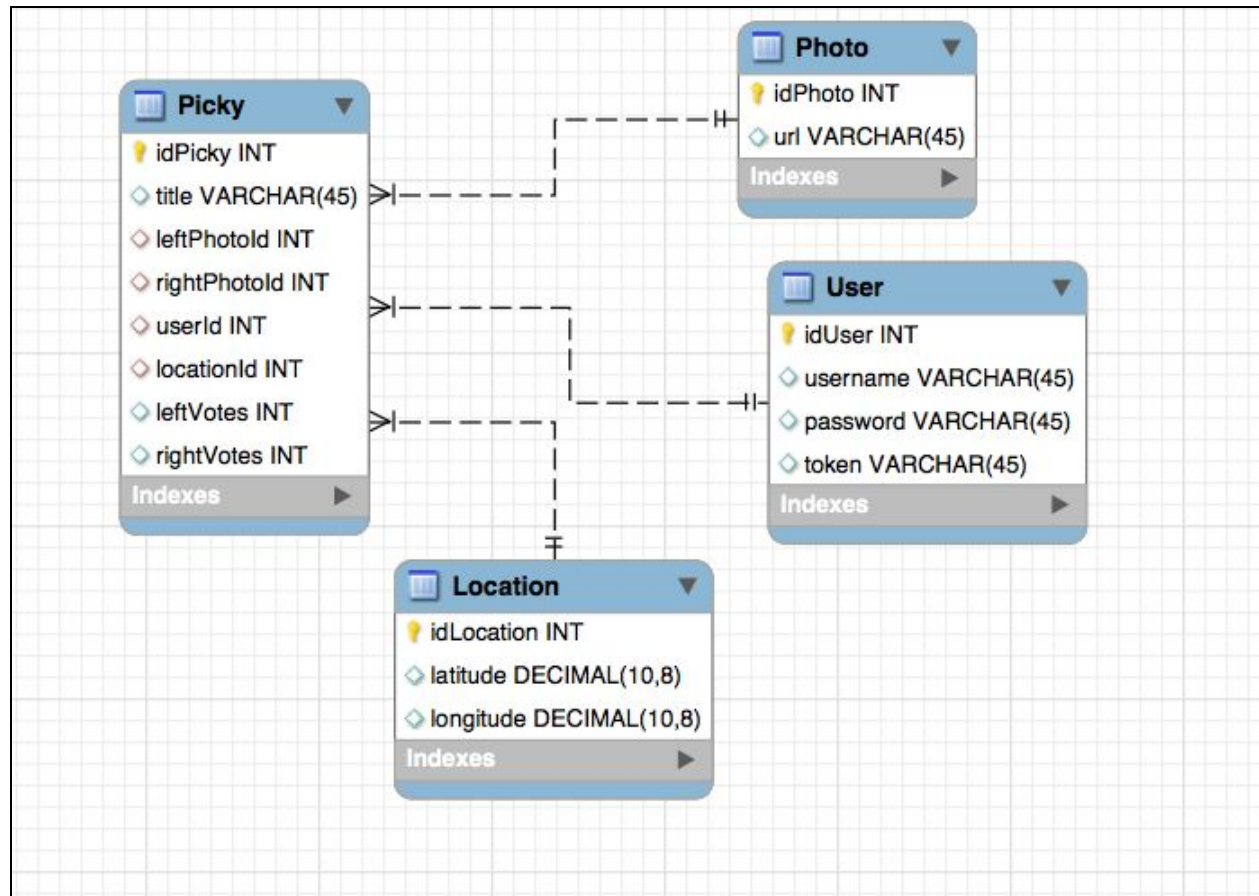 Picky
idPicky INT
title VARCHAR(45)
leftPhotoId INT
rightPhotoId INT
userId INT
locationId INT
leftVotes INT
rightVotes INT
Indexes
Photo
idPhoto INT
url VARCHAR(45)
Indexes
User
idUser INT
username VARCHAR(45)
password VARCHAR(45)
token VARCHAR(45)
Indexes
Location
idLocation INT
latitude DECIMAL(10,8)
longitude DECIMAL(10,8)
Indexes